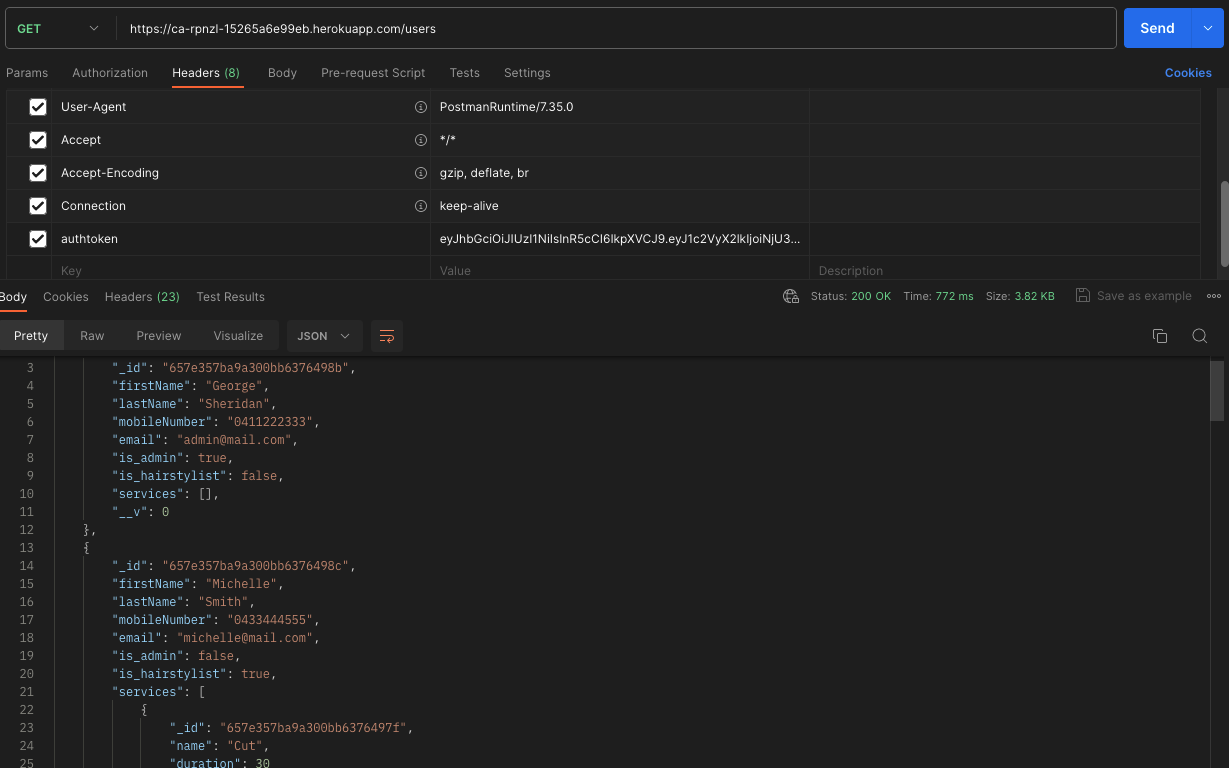 GET https://ca-rpnzl-15265a6e99eb.herokuapp.com/users Send
Params Authorization Headers (8) Body Pre-request Script Tests Settings Cookies
User-Agent PostmanRuntime/7.35.0
Accept */*
Accept-Encoding gzip, deflate, br
Connection keep-alive
authtoken eyJhbGciOiJIUzI1NiIsInR5cCI6IkpXVCJ9.eyJ1c2VyX2lkIjoiNjU3...
Key Value Description
Body Cookies Headers (23) Test Results Status: 200 OK Time: 772 ms Size: 3.82 KB Save as example
Pretty Raw Preview Visualize JSON
3 "_id": "657e357ba9a300bb6376498b",
4 "firstName": "George",
5 "lastName": "Sheridan",
6 "mobileNumber": "0411222333",
7 "email": "admin@mail.com",
8 "is_admin": true,
9 "is_hairstylist": false,
10 "services": [],
11 "__v": 0
12 },
13 {
14 "_id": "657e357ba9a300bb6376498c",
15 "firstName": "Michelle",
16 "lastName": "Smith",
17 "mobileNumber": "0433444555",
18 "email": "michelle@mail.com",
19 "is_admin": false,
20 "is_hairstylist": true,
21 "services": [
22 {
23 "_id": "657e357ba9a300bb6376497f",
24 "name": "Cut",
25 "duration": 30